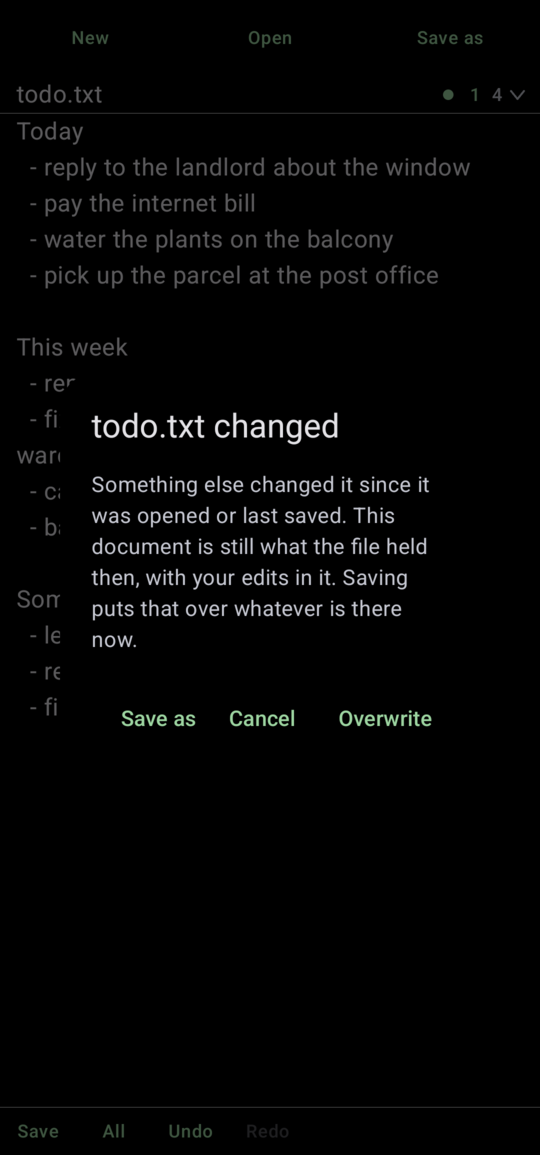 New Open Save as
todo.txt 1 4
Today
- reply to the landlord about the window
- pay the internet bill
- water the plants on the balcony
- pick up the parcel at the post office
This week
- ren
- fi
todo.txt changed
Something else changed it since it
was opened or last saved. This
document is still what the file held
then, with your edits in it. Saving
puts that over whatever is there
now.
Save as Cancel Overwrite
Save All Undo Redo